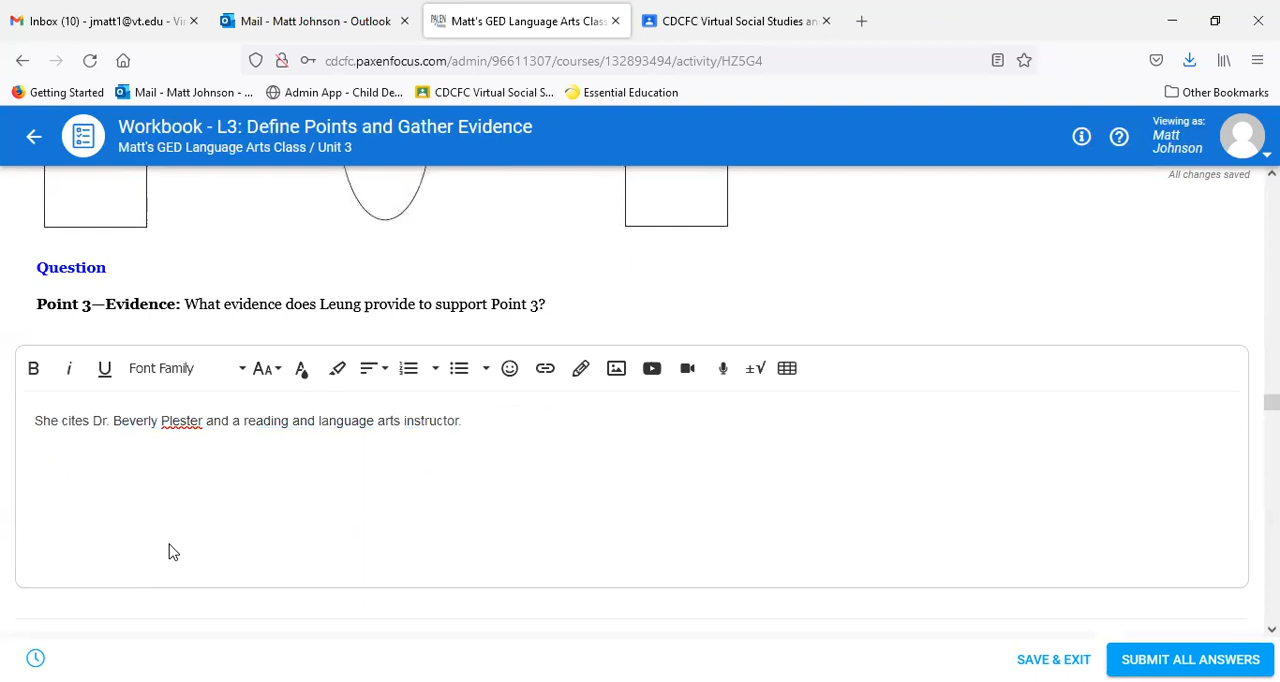 Inbox (10) - jmatt1@vt.edu - Vi
Mail - Matt Johnson - Outlook
PAXEN
Matt's GED Language Arts Clas
CDCFC Virtual Social Studies an
cdcfc.paxenfocus.com/admin/96611307/courses/132893494/activity/HZ5G4
Getting Started
Mail - Matt Johnson - ...
Admin App - Child De...
CDCFC Virtual Social S...
Essential Education
Other Bookmarks
Workbook - L3: Define Points and Gather Evidence
Matt's GED Language Arts Class / Unit 3
Viewing as:
Matt
Johnson
All changes saved
Question
Point 3—Evidence: What evidence does Leung provide to support Point 3?
B i U Font Family AA A ±√
She cites Dr. Beverly Plester and a reading and language arts instructor.
SAVE & EXIT
SUBMIT ALL ANSWERS